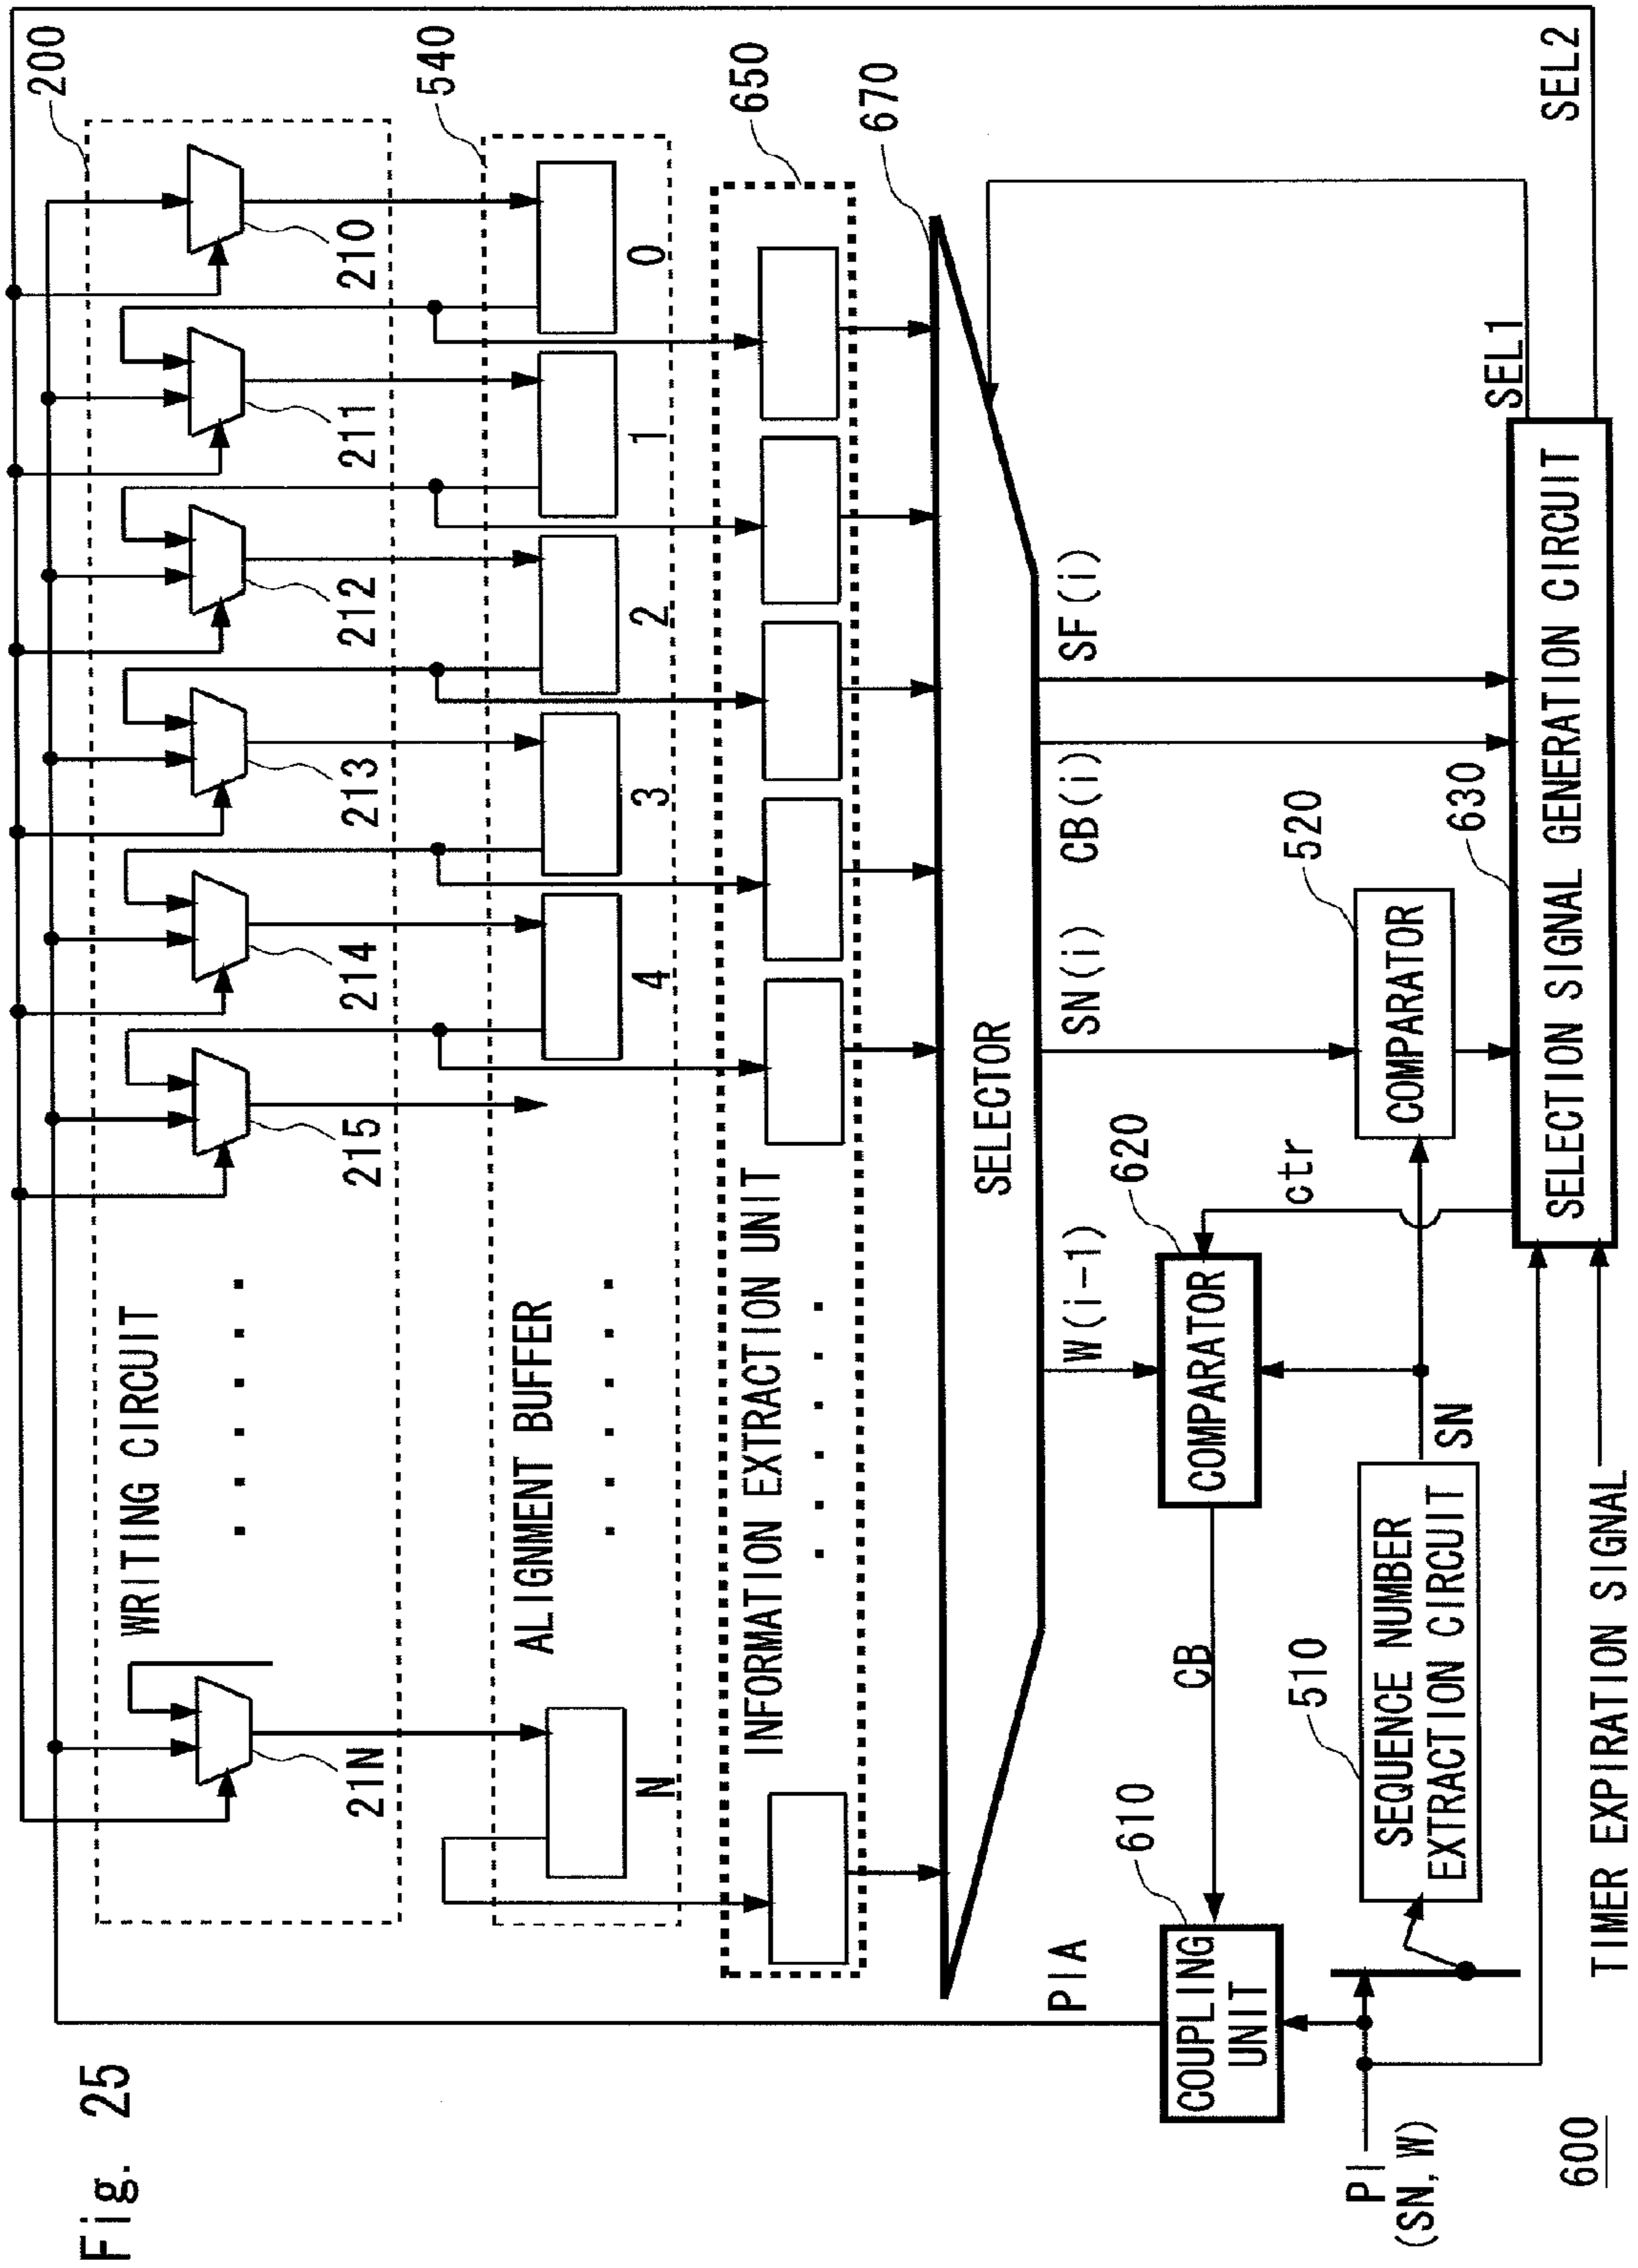 Fig. 25
600
PI
(SN, W)
COUPLING
UNIT
610
PIA
CB
COMPARATOR
620
W(i-1)
ctr
SEQUENCE NUMBER
EXTRACTION CIRCUIT
510
SN
TIMER EXPIRATION SIGNAL
COMPARATOR
520
SN(i)
CB(i)
SF(i)
SELECTION SIGNAL GENERATION CIRCUIT
630
SEL1
SEL2
SELECTOR
670
INFORMATION EXTRACTION UNIT
650
ALIGNMENT BUFFER
540
N
4
3
2
1
0
WRITING CIRCUIT
200
21N
215
214
213
212
211
210